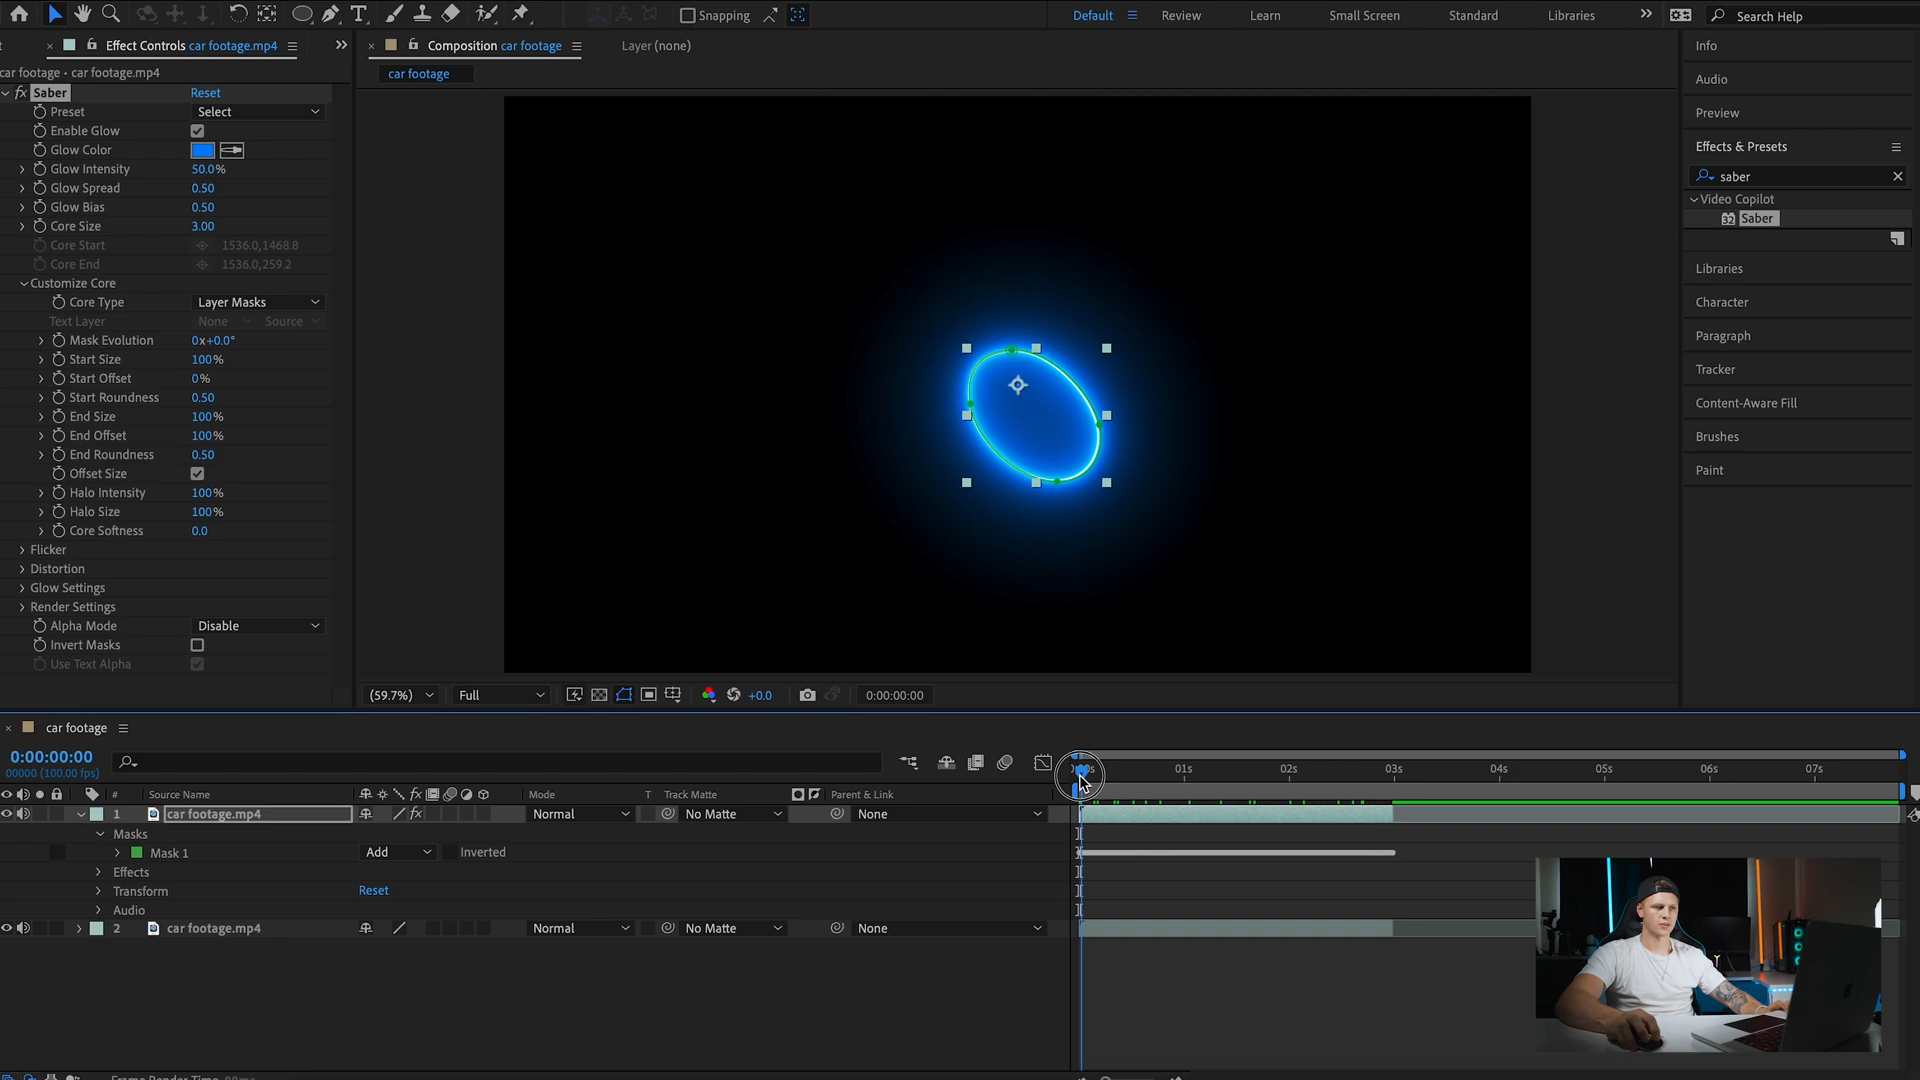 Snapping
Default
Review
Learn
Small Screen
Standard
Libraries
Search Help
Effect Controls car footage.mp4
Composition car footage
Layer (none)
Info
car footage • car footage.mp4
car footage
Audio
Saber
Reset
Preset
Select
Preview
Enable Glow
Glow Color
Effects & Presets
Glow Intensity
50.0%
saber
Glow Spread
0.50
Video Copilot
Glow Bias
0.50
32 Saber
Core Size
3.00
Core Start
1536.0,1468.8
Core End
1536.0,259.2
Libraries
Customize Core
Core Type
Layer Masks
Character
Text Layer
None
Source
Paragraph
Mask Evolution
0x+0.0°
Start Size
100%
Tracker
Start Offset
0%
Start Roundness
0.50
Content-Aware Fill
End Size
100%
End Offset
100%
Brushes
End Roundness
0.50
Offset Size
Paint
Halo Intensity
100%
Halo Size
100%
Core Softness
0.0
Flicker
Distortion
Glow Settings
Render Settings
Alpha Mode
Disable
Invert Masks
Use Text Alpha
(59.7%)
Full
+0.0
0:00:00:00
car footage
0:00:00:00
00000 (100.00 fps)
01s
02s
03s
04s
05s
06s
07s
# Source Name
Mode
T Track Matte
Parent & Link
1 car footage.mp4
fx
Normal
No Matte
None
Masks
Mask 1
Add
Inverted
Effects
Transform
Reset
Audio
2 car footage.mp4
Normal
No Matte
None
Frame Render Time